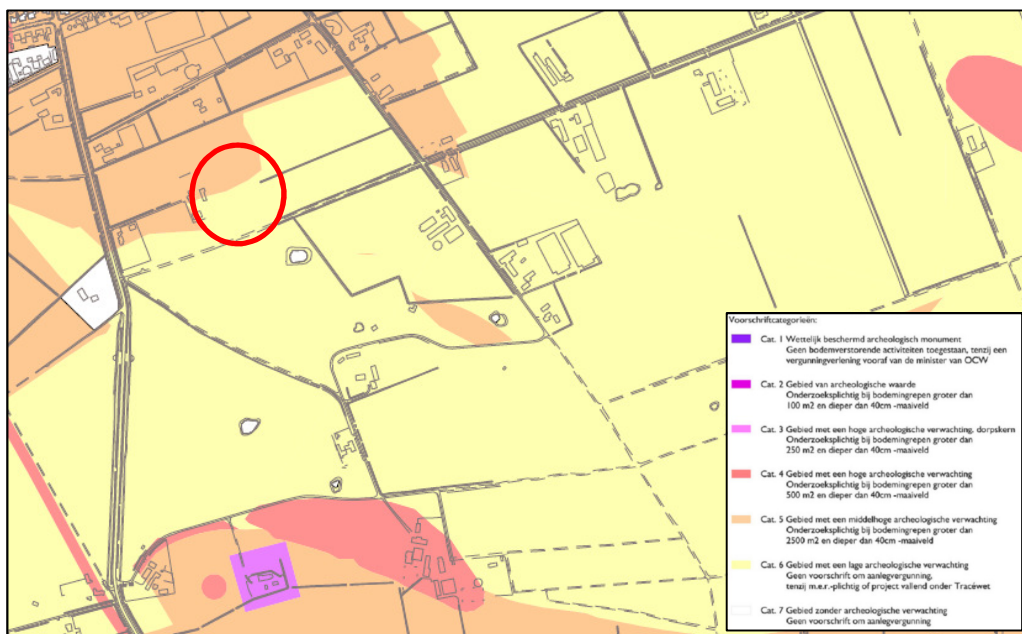 Voorschriftcategorieën:
Cat. 1 Wettelijk beschermd archeologisch monument
Geen bodemverstorende activiteiten toegestaan, tenzij een
vergunningverlening vooraf van de minister van OCW
Cat. 2 Gebied van archeologische waarde
Onderzoeksplichtig bij bodemingrepen groter dan
100 m2 en dieper dan 40cm -maaiveld
Cat. 3 Gebied met een hoge archeologische verwachting, dorpskern
Onderzoeksplichtig bij bodemingrepen groter dan
250 m2 en dieper dan 40cm -maaiveld
Cat. 4 Gebied met een hoge archeologische verwachting
Onderzoeksplichtig bij bodemingrepen groter dan
500 m2 en dieper dan 40cm -maaiveld
Cat. 5 Gebied met een middelhoge archeologische verwachting
Onderzoeksplichtig bij bodemingrepen groter dan
2500 m2 en dieper dan 40cm -maaiveld
Cat. 6 Gebied met een lage archeologische verwachting
Geen voorschrift om aanlegvergunning,
tenzij m.e.r.-plichtig of project vallend onder Tracéwet
Cat. 7 Gebied zonder archeologische verwachting
Geen voorschrift om aanlegvergunning